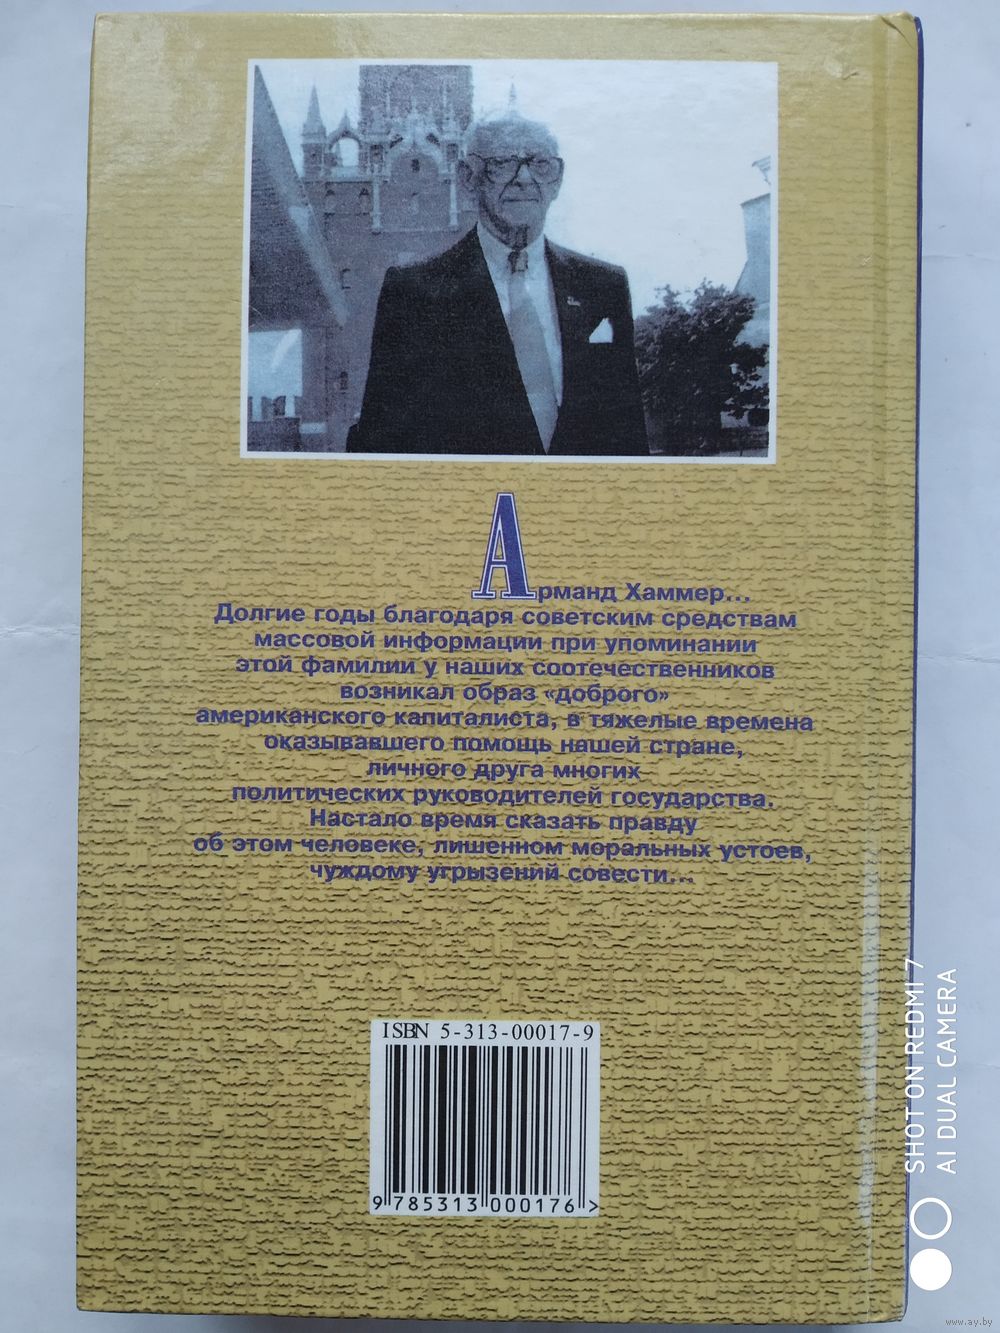 Арманд Хаммер...
Долгие годы благодаря советским средствам
массовой информации при упоминании
этой фамилии у наших соотечественников
возникал образ «доброго»
американского капиталиста, в тяжелые времена
оказывавшего помощь нашей стране,
личного друга многих
политических руководителей государства.
Настало время сказать правду
об этом человеке, лишенном моральных устоев,
чуждому угрызений совести...
ISBN 5-313-00017-9
9 785313 000176 >
SHOT ON REDMI 7
AI DUAL CAMERA
www.ay.by